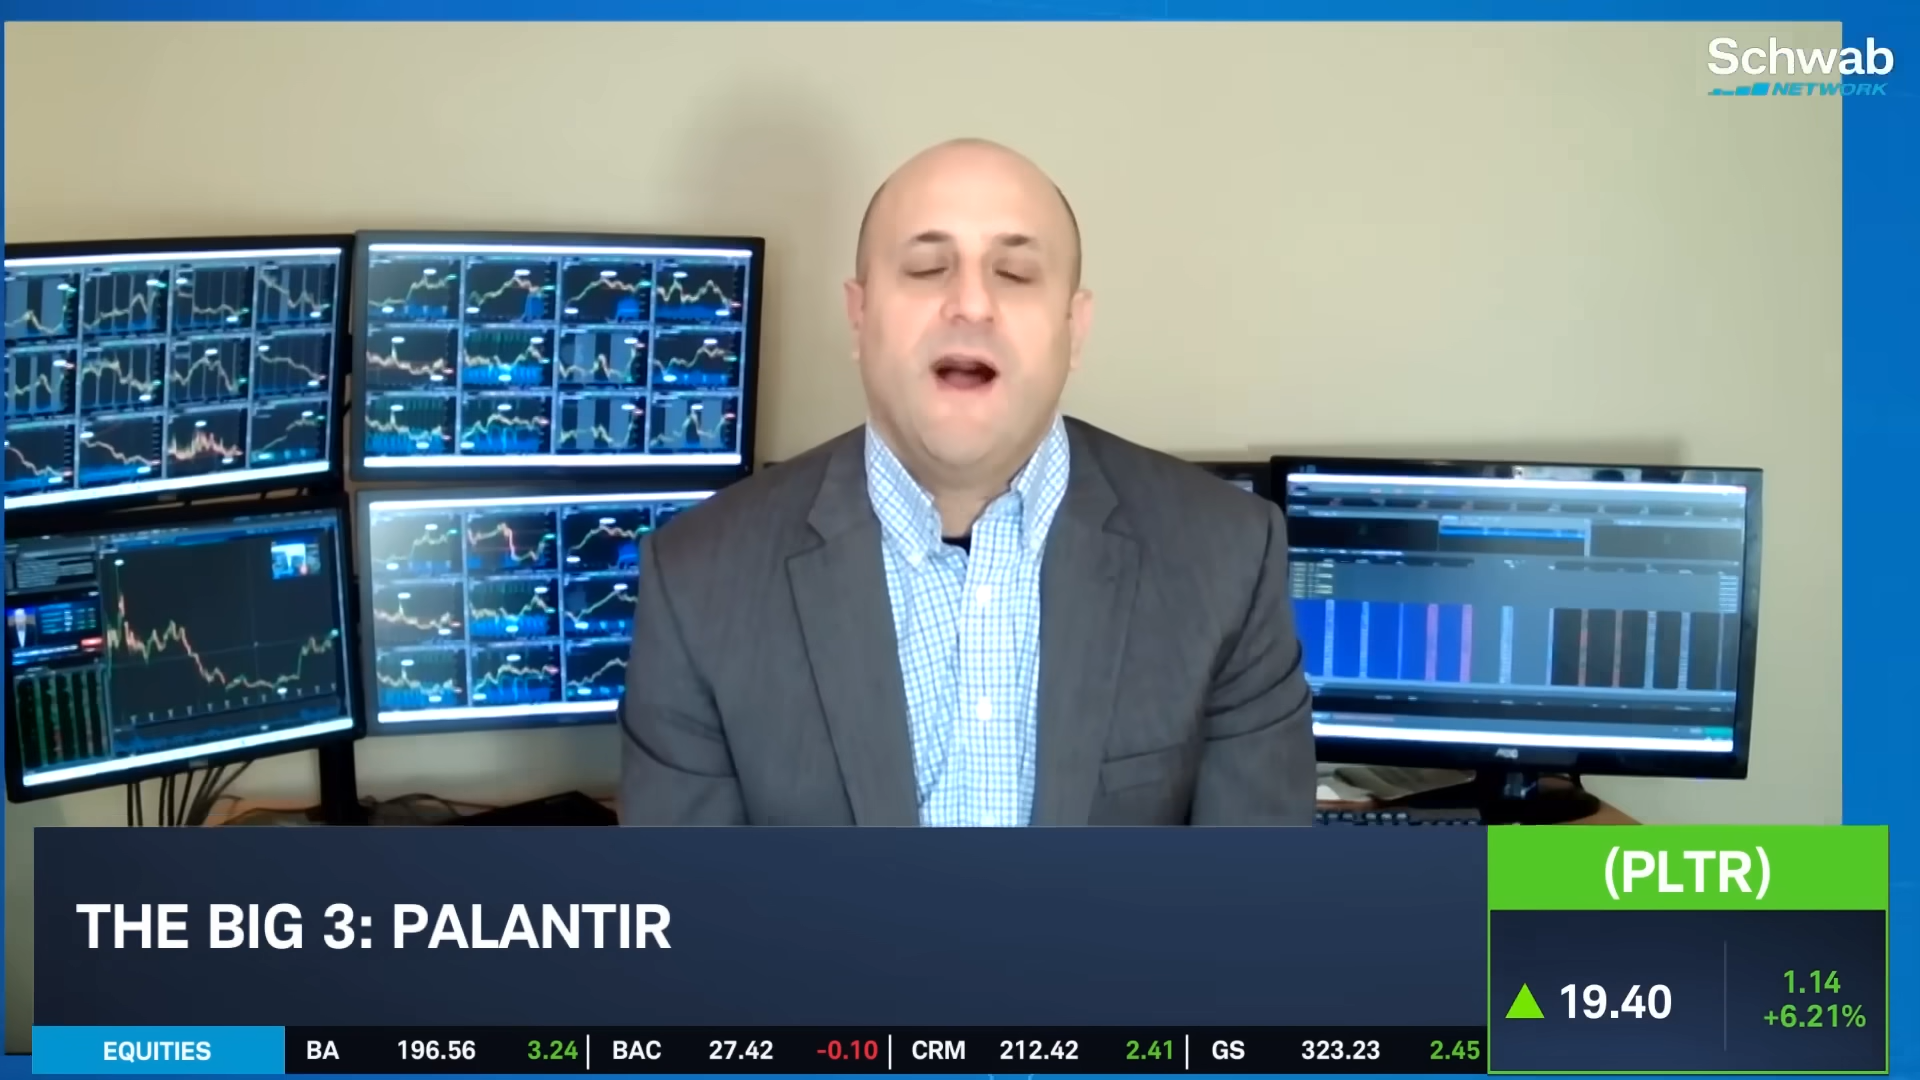 Schwab
NETWORK
THE BIG 3: PALANTIR
(PLTR)
▲ 19.40
1.14
+6.21%
EQUITIES BA 196.56 3.24 BAC 27.42 -0.10 CRM 212.42 2.41 GS 323.23 2.45